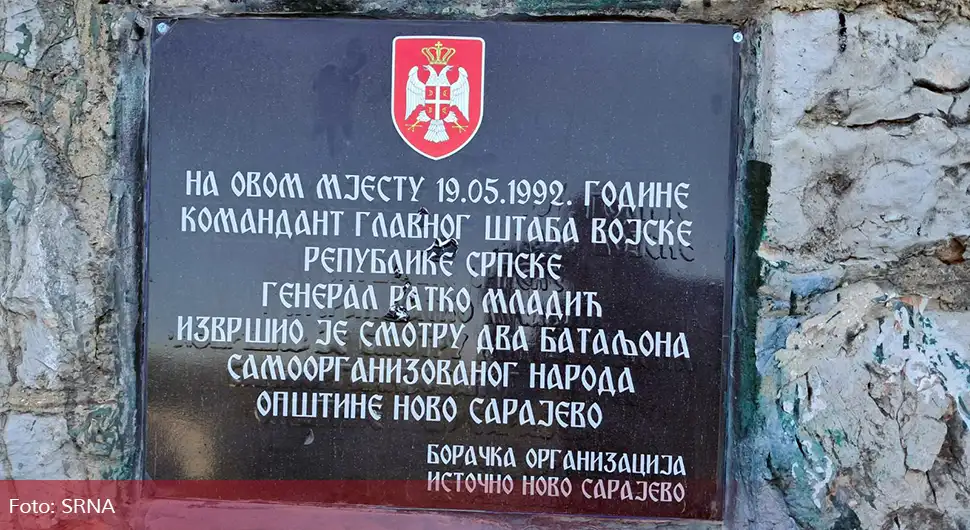 НА ОВОМ МЈЕСТУ 19.05.1992. ГОДИНЕ
КОМАНДАНТ ГЛАВНОГ ШТАБА ВОЈСКЕ
РЕПУБЛИКЕ СРПСКЕ
ГЕНЕРАЛ РАТКО МЛАДИЋ
ИЗВРШИО ЈЕ СМОТРУ ДВА БАТАЉОНА
САМООРГАНИЗОВАНОГ НАРОДА
ОПШТИНЕ НОВО САРАЈЕВО
БОРАЧКА ОРГАНИЗАЦИЈА
ИСТОЧНО НОВО САРАЈЕВО
Foto: SRNA